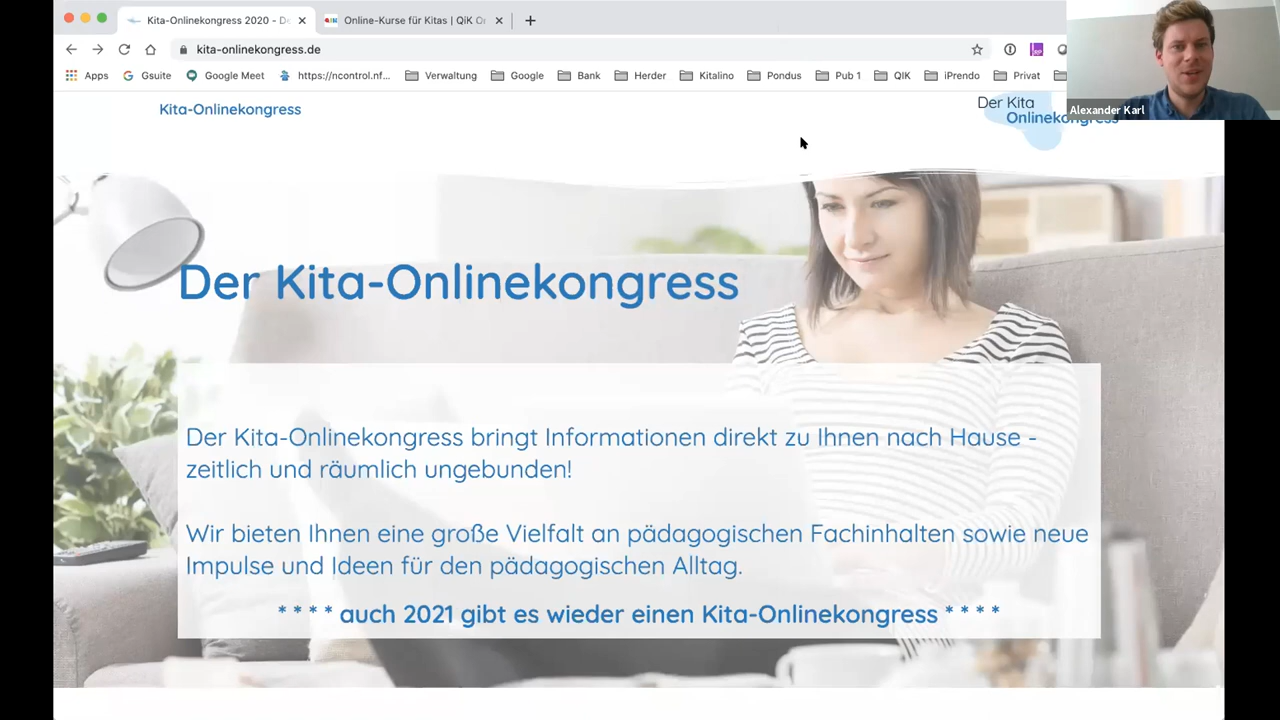 Kita-Onlinekongress 2020 - De
Online-Kurse für Kitas | QiK On
kita-onlinekongress.de
Apps
Gsuite
Google Meet
https://ncontrol.nf...
Verwaltung
Google
Bank
Herder
Kitalino
Pondus
Pub 1
QIK
iPrendo
Privat
Alexander Karl
Kita-Onlinekongress
Der Kita
Onlinekongress
Der Kita-Onlinekongress
Der Kita-Onlinekongress bringt Informationen direkt zu Ihnen nach Hause -
zeitlich und räumlich ungebunden!
Wir bieten Ihnen eine große Vielfalt an pädagogischen Fachinhalten sowie neue
Impulse und Ideen für den pädagogischen Alltag.
* * * * auch 2021 gibt es wieder einen Kita-Onlinekongress * * * *